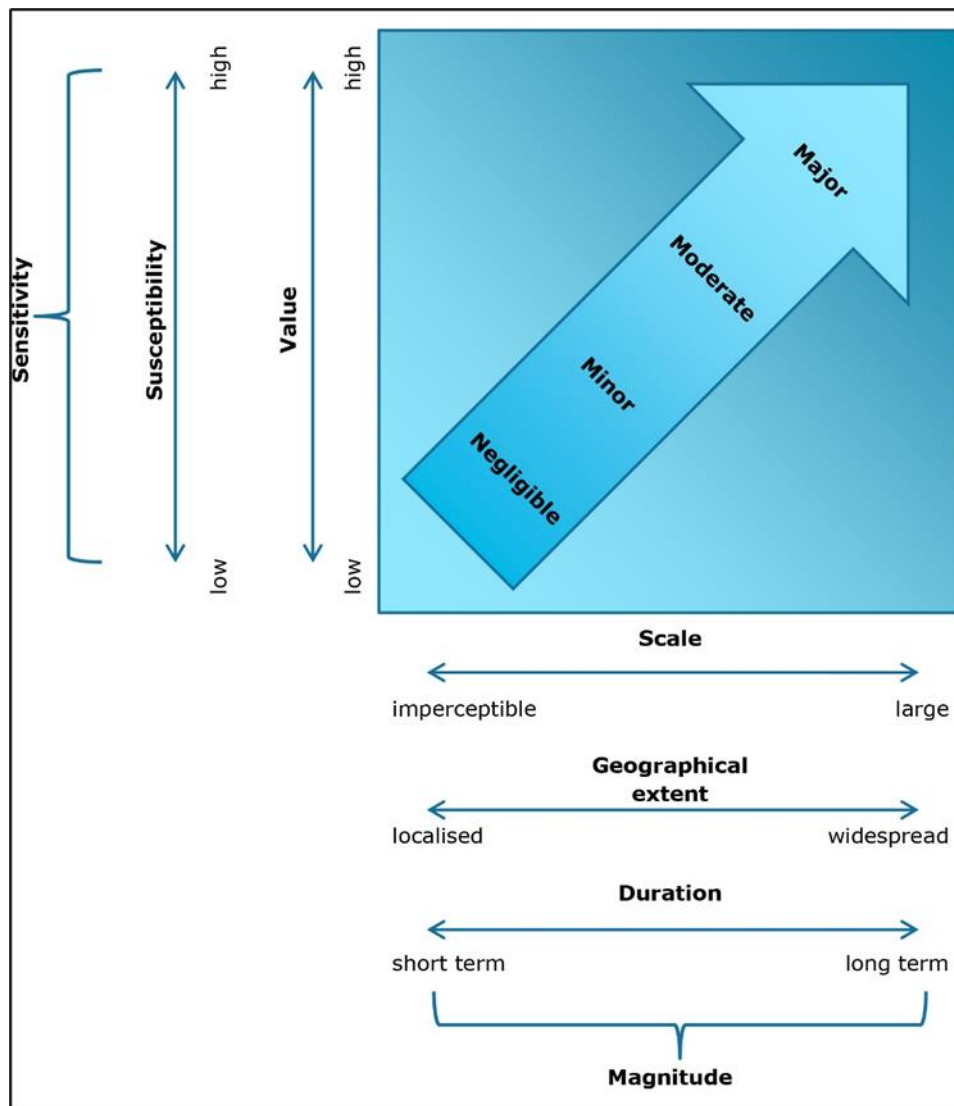 high
high
Major
Moderate
Sensitivity
Susceptibility
Value
Minor
Negligible
low
low
Scale
imperceptible
large
Geographical
extent
localised
widespread
Duration
short term
long term
Magnitude